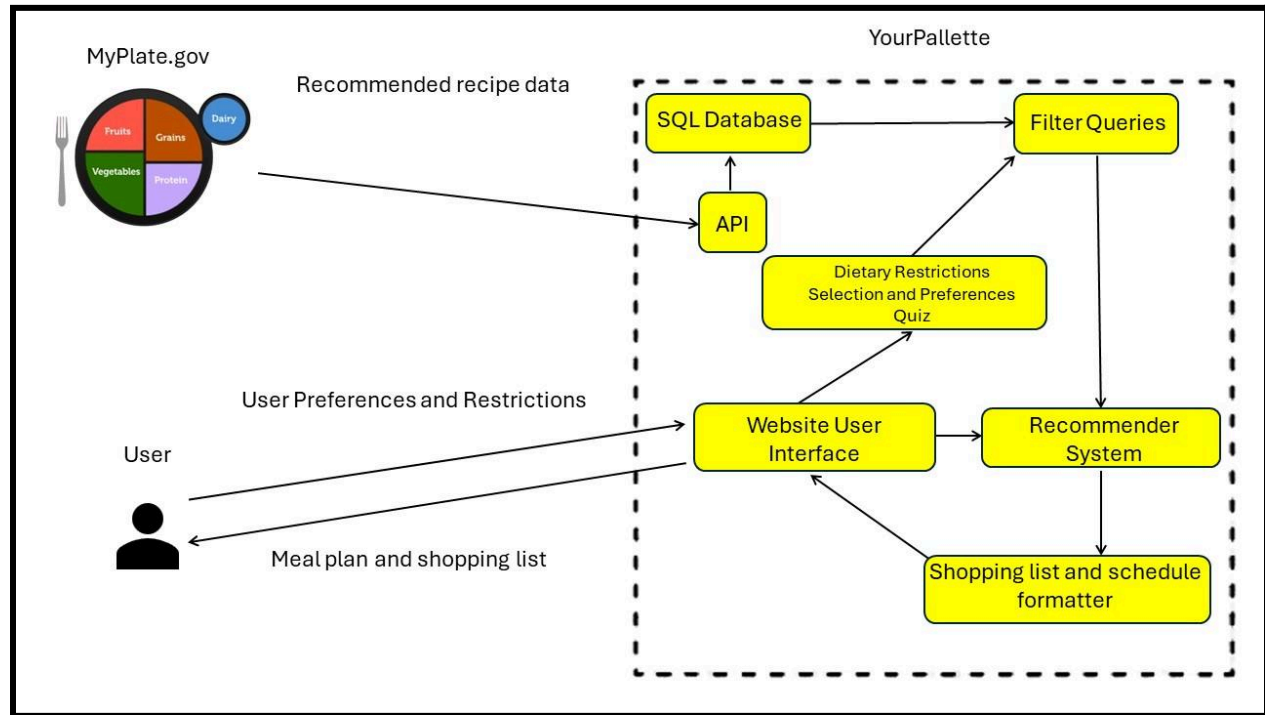 YourPallette
MyPlate.gov
Recommended recipe data
Dairy
Fruits
Grains
Vegetables
Protein
SQL Database
Filter Queries
API
Dietary Restrictions
Selection and Preferences
Quiz
User Preferences and Restrictions
Website User
Interface
Recommender
System
User
Meal plan and shopping list
Shopping list and schedule
formatter